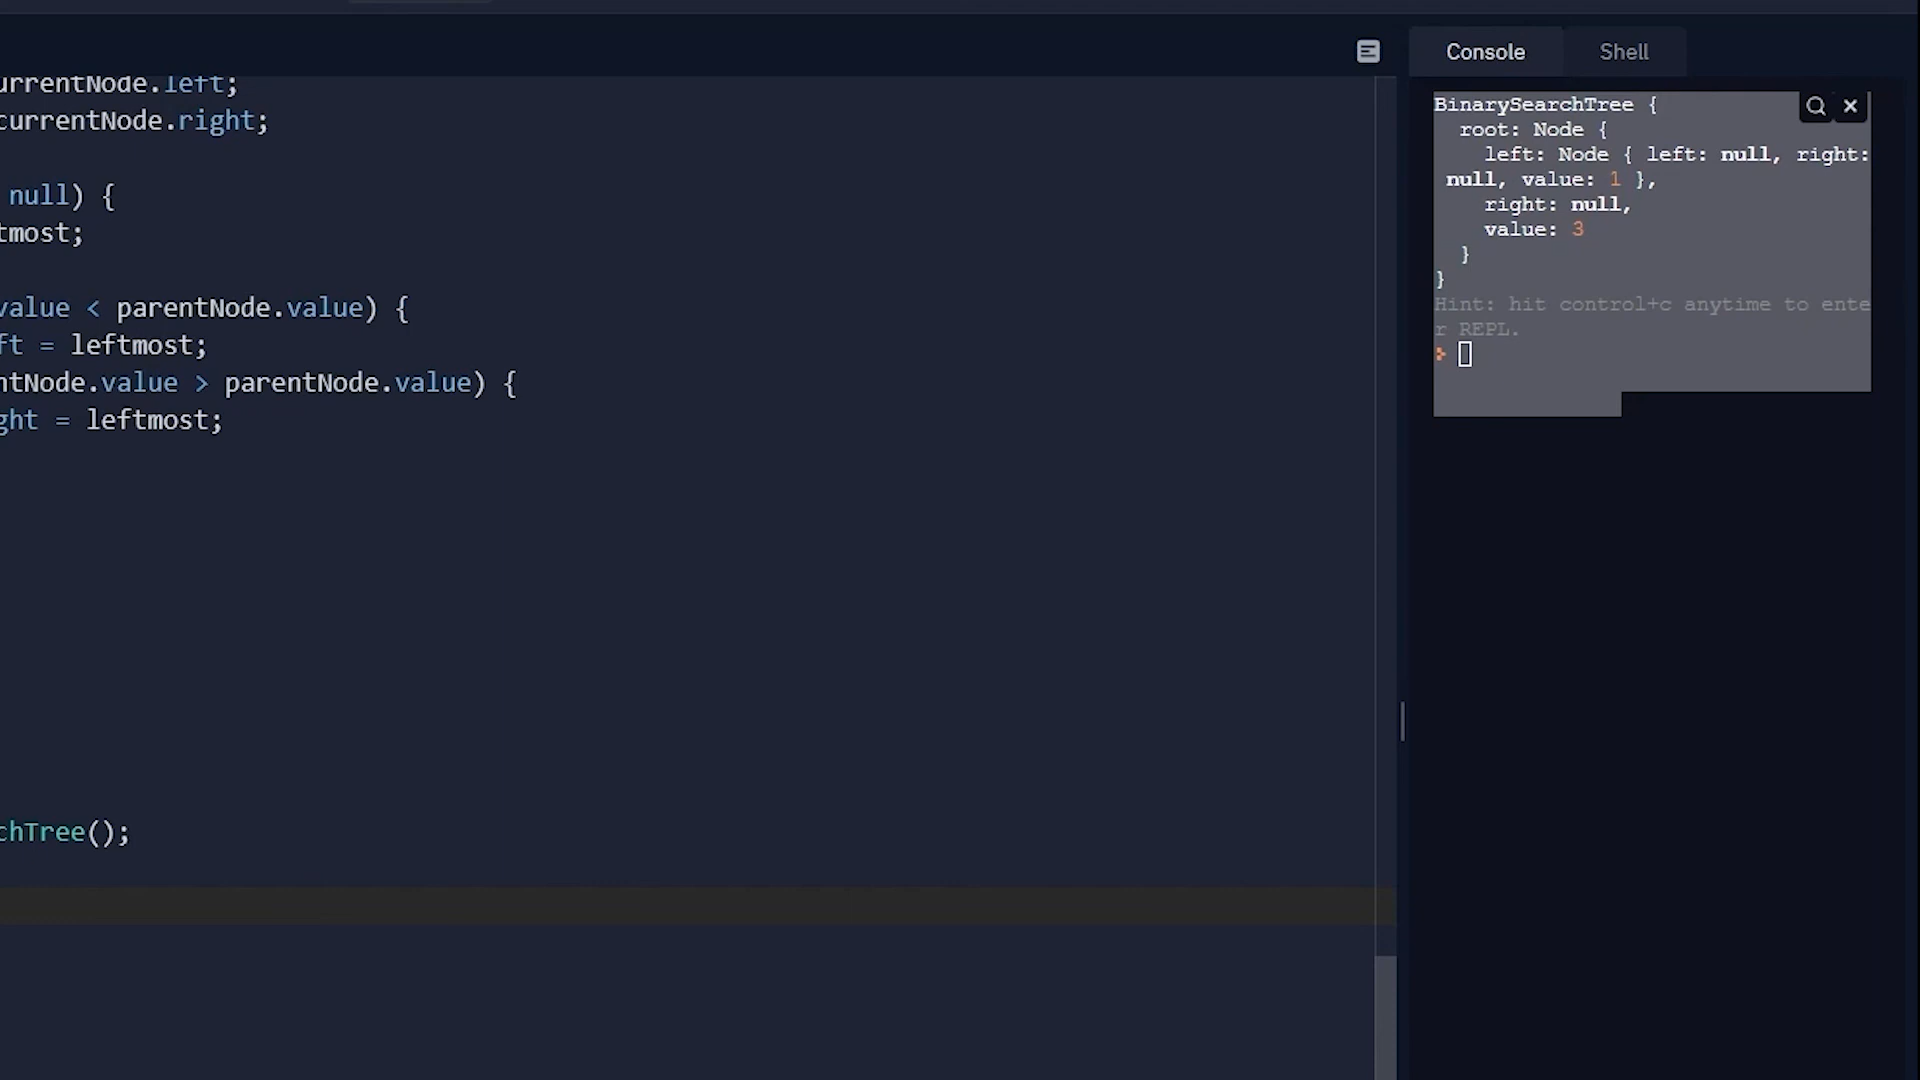 urrentNode.left;
currentNode.right;
null) {
tmost;
value < parentNode.value) {
ft = leftmost;
ntNode.value > parentNode.value) {
ght = leftmost;
chTree();
Console
Shell
BinarySearchTree {
root: Node {
left: Node { left: null, right:
null, value: 1 },
right: null,
value: 3
}
}
Hint: hit control+c anytime to ente
r REPL.